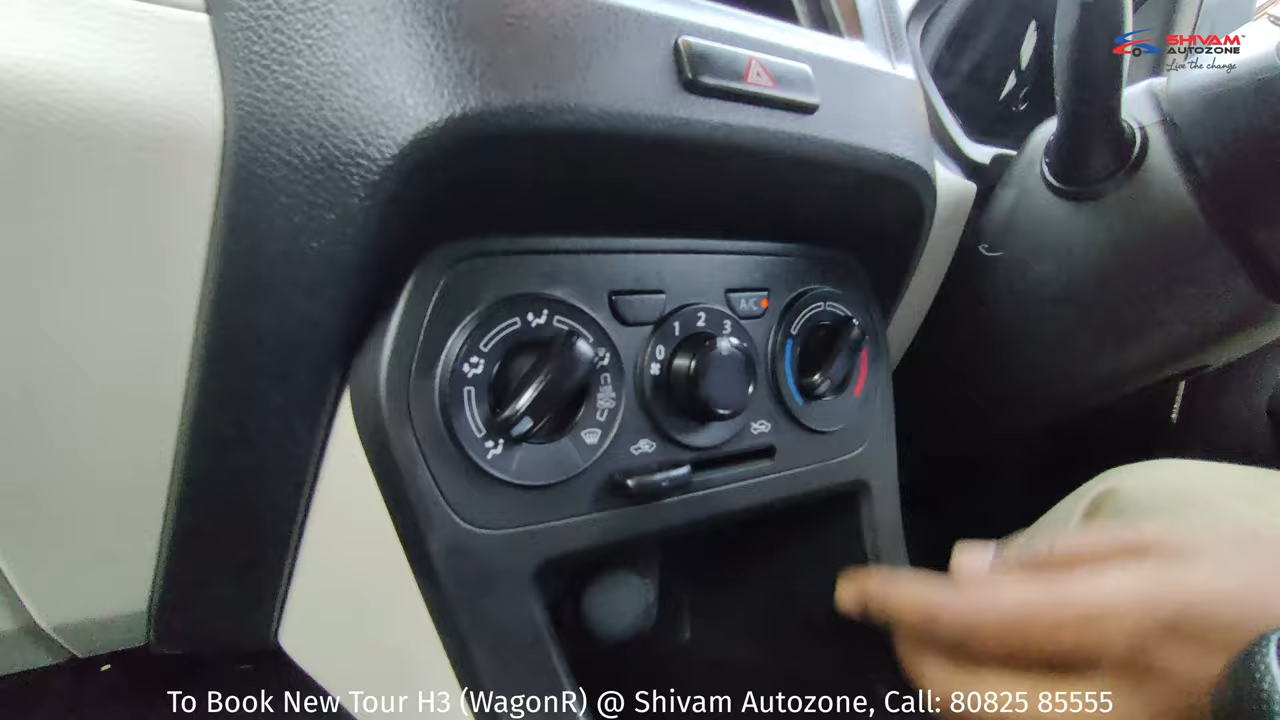 SHIVAM
AUTOZONE
Live the change
A/C
0 1 2 3
To Book New Tour H3 (WagonR) @ Shivam Autozone, Call: 80825 85555